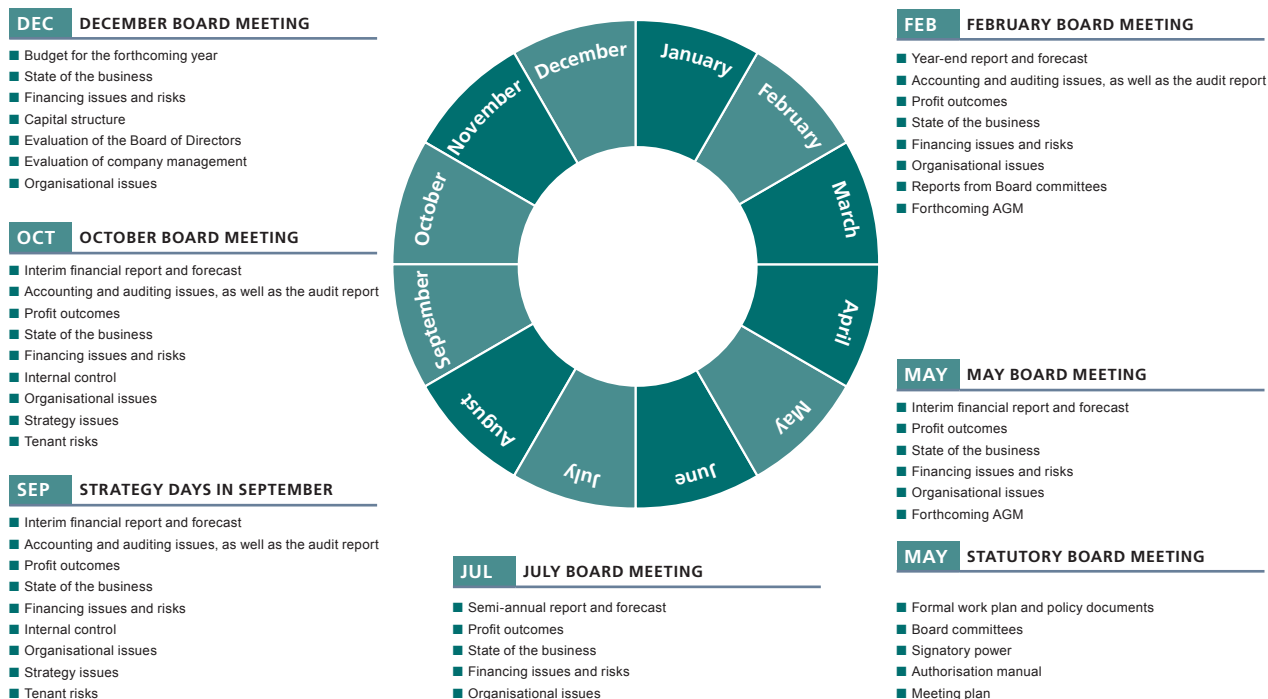 DEC DECEMBER BOARD MEETING
Budget for the forthcoming year
State of the business
Financing issues and risks
Capital structure
Evaluation of the Board of Directors
Evaluation of company management
Organisational issues
OCT OCTOBER BOARD MEETING
Interim financial report and forecast
Accounting and auditing issues, as well as the audit report
Profit outcomes
State of the business
Financing issues and risks
Internal control
Organisational issues
Strategy issues
Tenant risks
SEP STRATEGY DAYS IN SEPTEMBER
Interim financial report and forecast
Accounting and auditing issues, as well as the audit report
Profit outcomes
State of the business
Financing issues and risks
Internal control
Organisational issues
Strategy issues
Tenant risks
January
February
March
April
May
June
July
August
September
October
November
December
JUL JULY BOARD MEETING
Semi-annual report and forecast
Profit outcomes
State of the business
Financing issues and risks
Organisational issues
FEB FEBRUARY BOARD MEETING
Year-end report and forecast
Accounting and auditing issues, as well as the audit report
Profit outcomes
State of the business
Financing issues and risks
Organisational issues
Reports from Board committees
Forthcoming AGM
MAY MAY BOARD MEETING
Interim financial report and forecast
Profit outcomes
State of the business
Financing issues and risks
Organisational issues
Forthcoming AGM
MAY STATUTORY BOARD MEETING
Formal work plan and policy documents
Board committees
Signatory power
Authorisation manual
Meeting plan